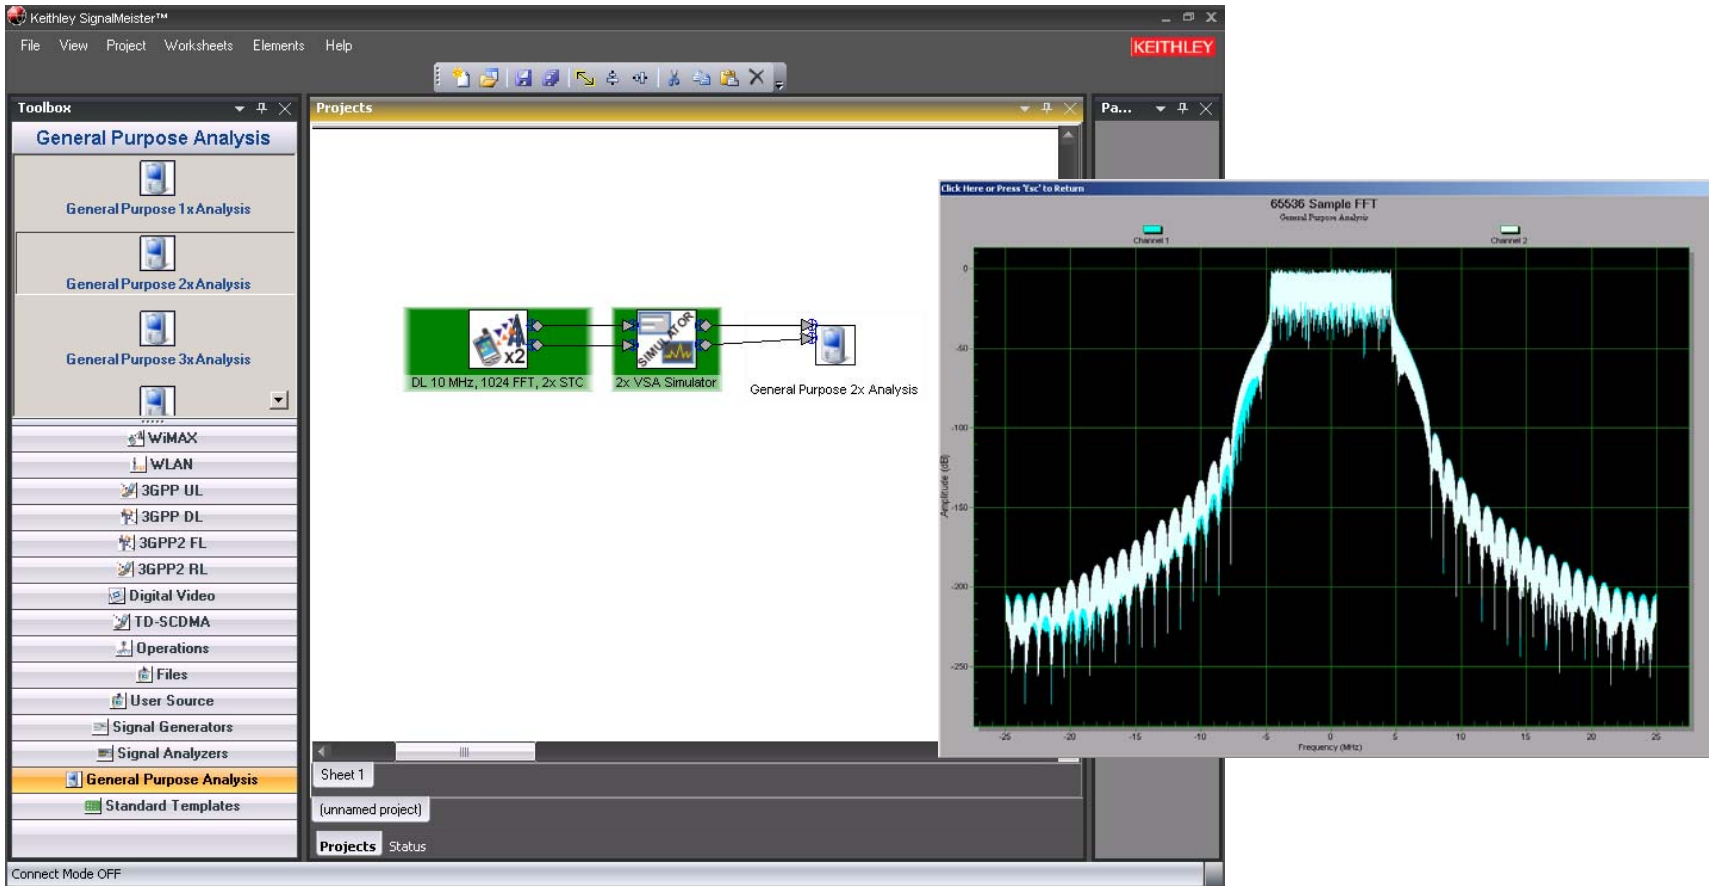 Keithley SignalMeister™
File View Project Worksheets Elements Help
KEITHLEY
Toolbox
General Purpose Analysis
General Purpose 1x Analysis
General Purpose 2x Analysis
General Purpose 3x Analysis
WiMAX
WLAN
3GPP UL
3GPP DL
3GPP2 FL
3GPP2 RL
Digital Video
TD-SCDMA
Operations
Files
User Source
Signal Generators
Signal Analyzers
General Purpose Analysis
Standard Templates
Projects
x2
DL 10 MHz, 1024 FFT, 2x STC
SIMULATOR
2x VSA Simulator
General Purpose 2x Analysis
Sheet 1
(unnamed project)
Projects Status
Pa...
Click Here or Press 'Esc' to Return
65536 Sample FFT
General Purpose Analysis
Channel 1 Channel 2
Amplitude (dB)
0
-50
-100
-150
-200
-250
-25 -20 -15 -10 -5 0 5 10 15 20 25
Frequency (MHz)
Connect Mode OFF